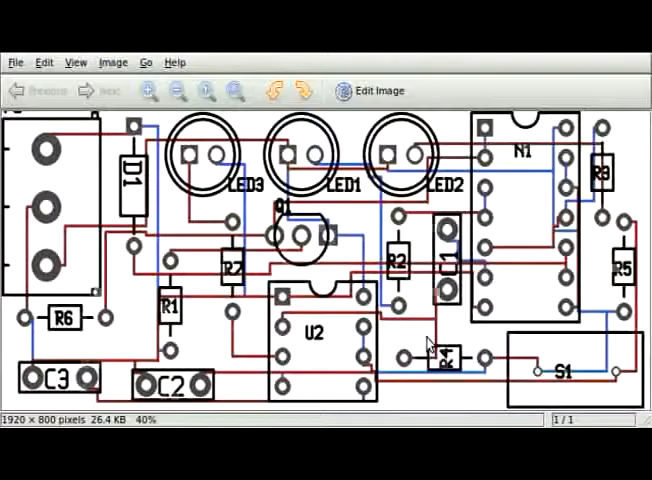 File Edit View Image Go Help
Previous Next Edit Image
N1
D1
R3
LED3 LED1 LED2
Q1
R7 R2 C1 R5
R1
R6
U2
R4
C3 C2 S1
1920 × 800 pixels 26.4 KB 40% 1 / 1